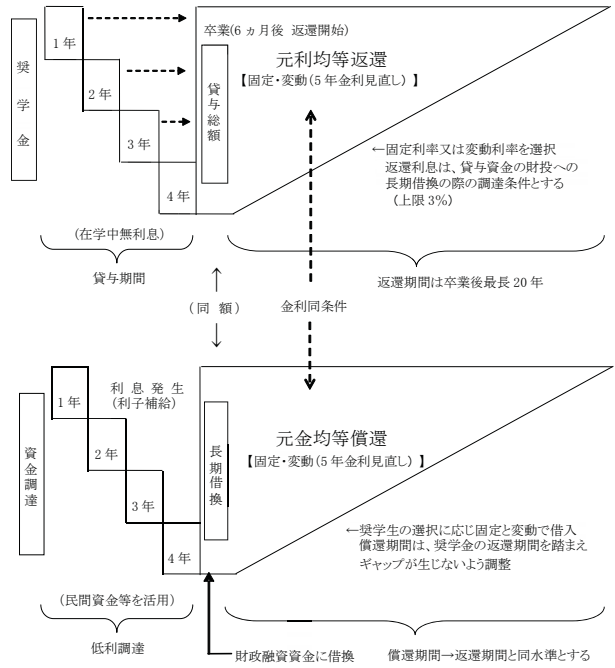 卒業(6ヵ月後 返還開始)
1年
2年
3年
4年
奨学金
貸与総額
元利均等返還
【固定・変動(5年金利見直し)】
←固定利率又は変動利率を選択
返還利息は、貸与資金の財投への
長期借換の際の調達条件とする
(上限3%)
(在学中無利息)
貸与期間
返還期間は卒業後最長20年
(同 額)
金利同条件
利息発生
(利子補給)
1年
2年
3年
4年
資金調達
長期借換
元金均等償還
【固定・変動(5年金利見直し)】
←奨学生の選択に応じ固定と変動で借入
償還期間は、奨学金の返還期間を踏まえ
ギャップが生じないよう調整
(民間資金等を活用)
低利調達
財政融資資金に借換
償還期間→返還期間と同水準とする